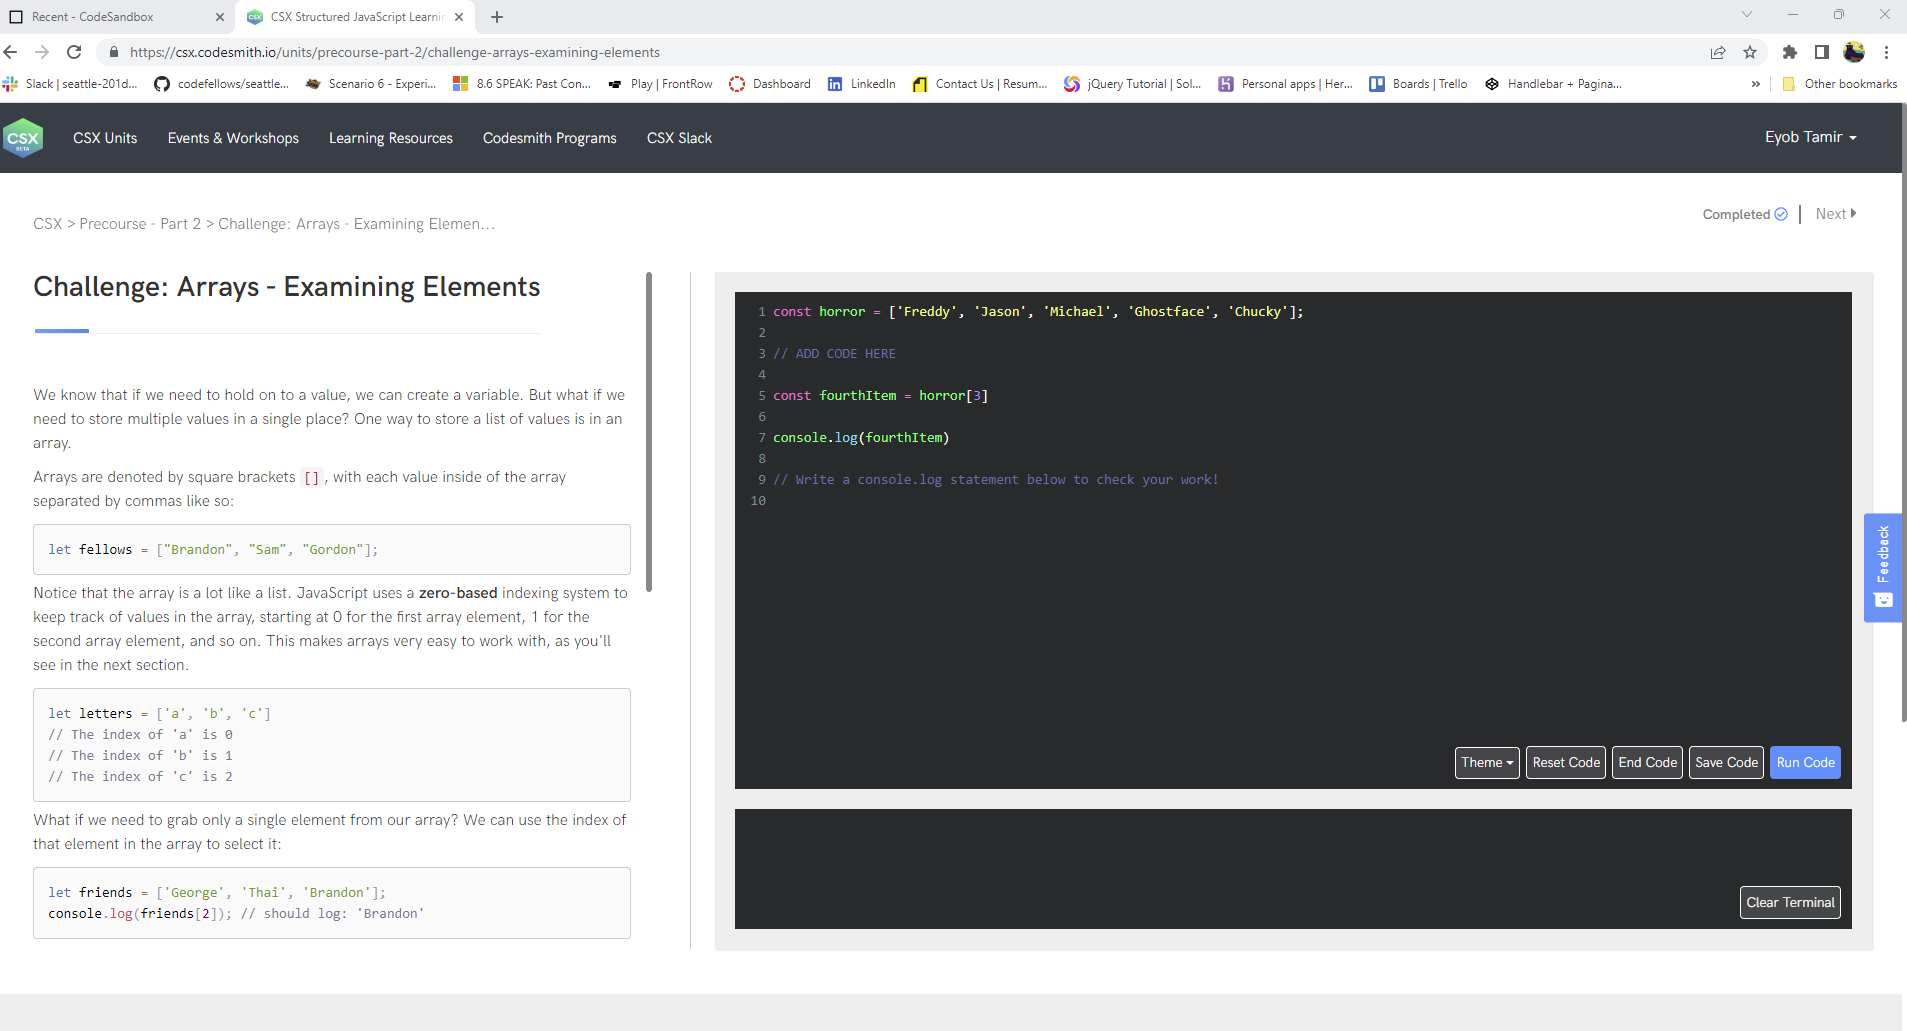 Recent - CodeSandbox
CSX Structured JavaScript Learnin
https://csx.codesmith.io/units/precourse-part-2/challenge-arrays-examining-elements
Slack | seattle-201d...
codefellows/seattle...
Scenario 6 - Experi...
8.6 SPEAK: Past Con...
Play | FrontRow
Dashboard
LinkedIn
Contact Us | Resum...
jQuery Tutorial | Sol...
Personal apps | Her...
Boards | Trello
Handlebar + Pagina...
»
Other bookmarks
CSX
BETA
CSX Units
Events & Workshops
Learning Resources
Codesmith Programs
CSX Slack
Eyob Tamir
CSX > Precourse - Part 2 > Challenge: Arrays - Examining Elemen...
Completed
Next
Challenge: Arrays - Examining Elements
We know that if we need to hold on to a value, we can create a variable. But what if we
need to store multiple values in a single place? One way to store a list of values is in an
array.
Arrays are denoted by square brackets [], with each value inside of the array
separated by commas like so:
let fellows = ["Brandon", "Sam", "Gordon"];
Notice that the array is a lot like a list. JavaScript uses a zero-based indexing system to
keep track of values in the array, starting at 0 for the first array element, 1 for the
second array element, and so on. This makes arrays very easy to work with, as you'll
see in the next section.
let letters = ['a', 'b', 'c']
// The index of 'a' is 0
// The index of 'b' is 1
// The index of 'c' is 2
What if we need to grab only a single element from our array? We can use the index of
that element in the array to select it:
let friends = ['George', 'Thai', 'Brandon'];
console.log(friends[2]); // should log: 'Brandon'
1 const horror = ['Freddy', 'Jason', 'Michael', 'Ghostface', 'Chucky'];
2
3 // ADD CODE HERE
4
5 const fourthItem = horror[3]
6
7 console.log(fourthItem)
8
9 // Write a console.log statement below to check your work!
10
Theme
Reset Code
End Code
Save Code
Run Code
Clear Terminal
Feedback